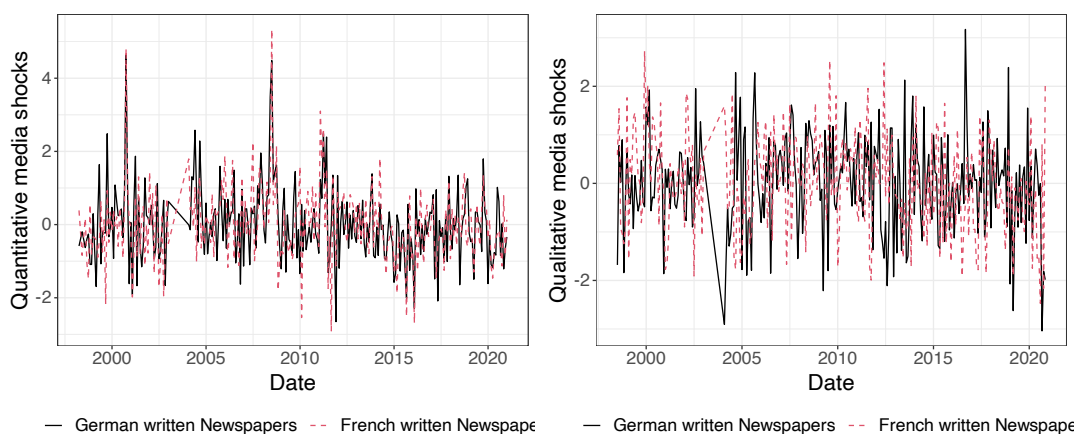 Quantitative media shocks
4
2
0
-2
2000
2005
2010
2015
2020
Date
German written Newspapers
French written Newspape
Qualitative media shocks
2
0
-2
2000
2005
2010
2015
2020
Date
German written Newspapers
French written Newspape